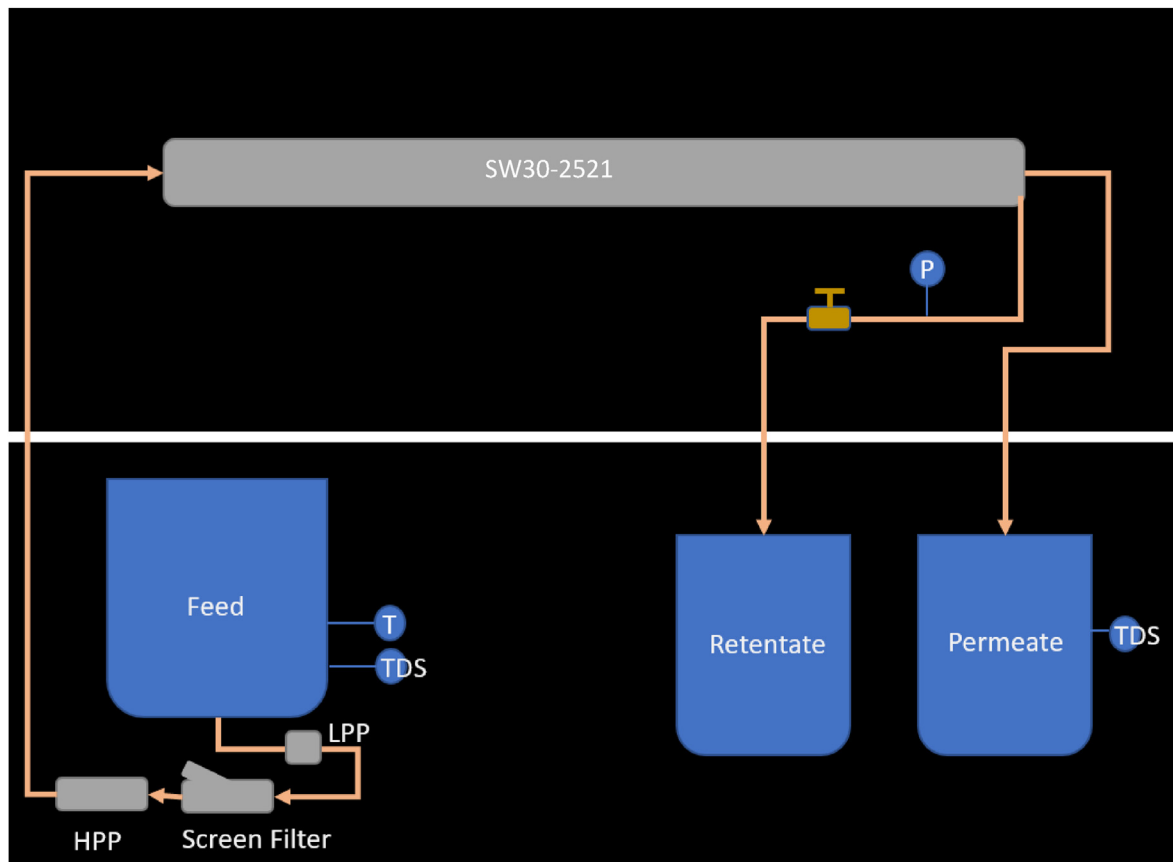 SW30-2521
P
Feed
T
TDS
Retentate
Permeate
TDS
LPP
HPP
Screen Filter